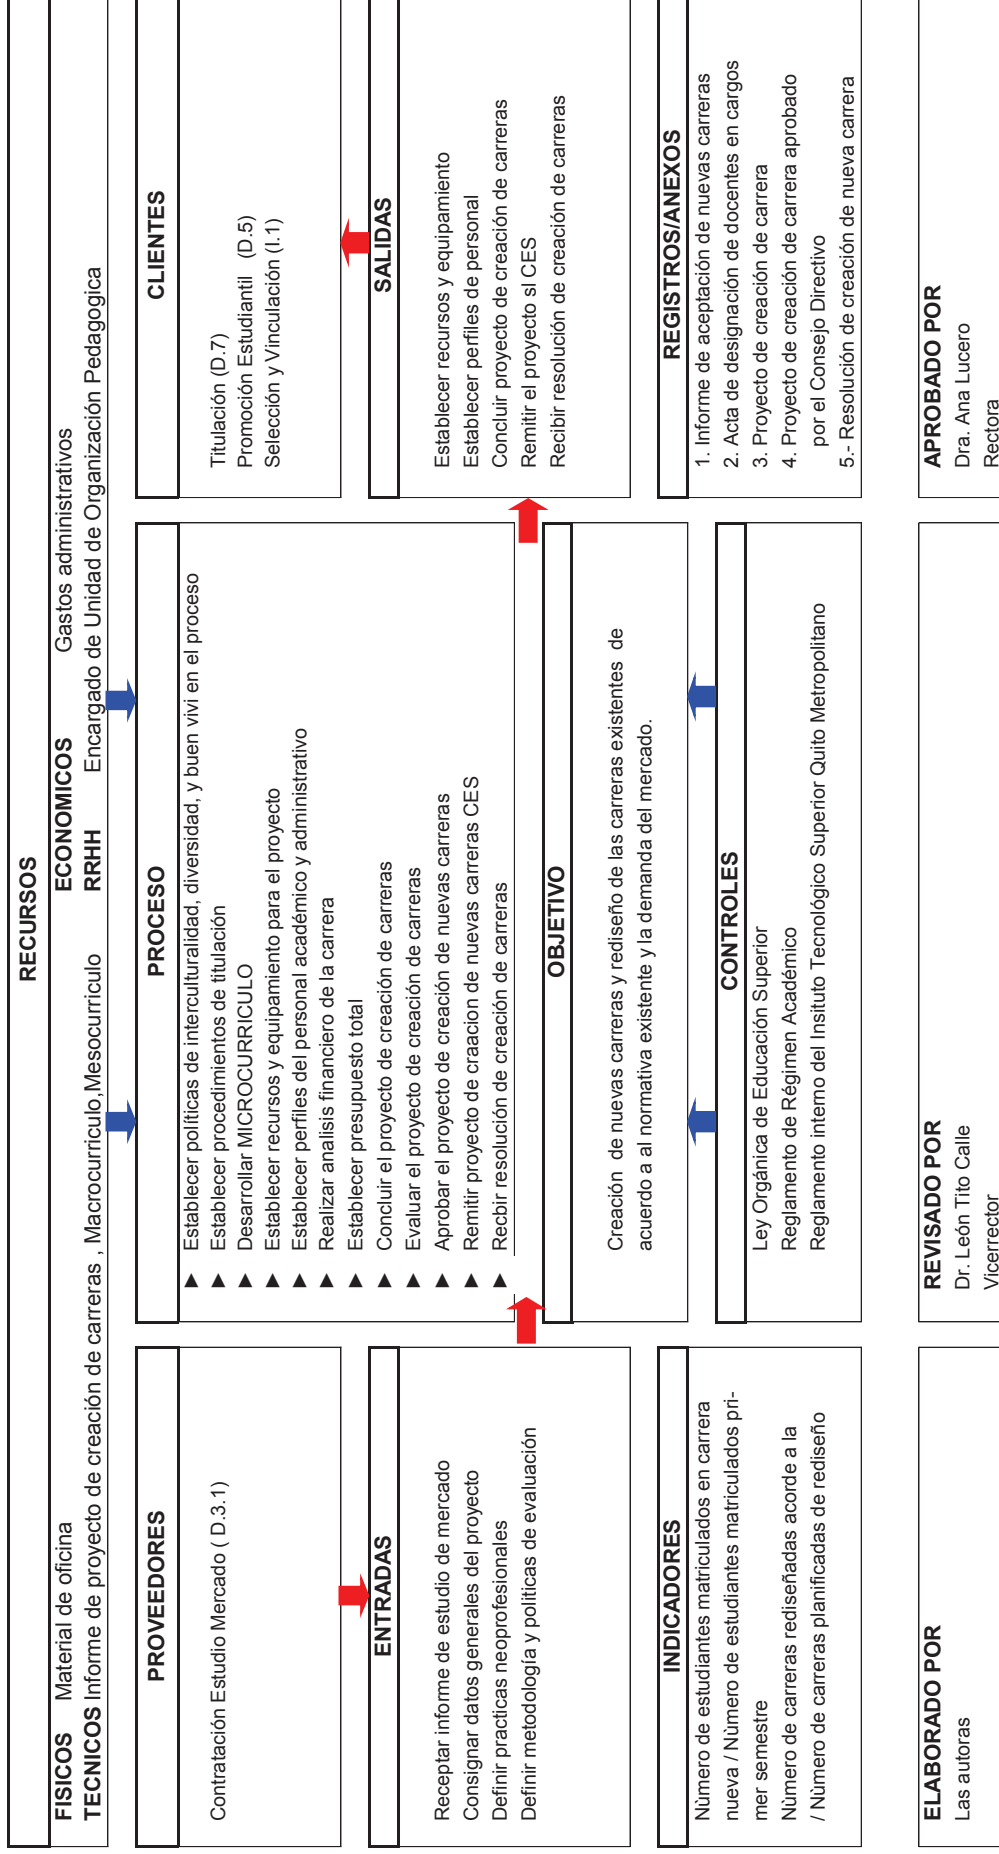 RECURSOS
FISICOS Material de oficina ECONOMICOS Gastos administrativos
TECNICOS Informe de proyecto de creación de carreras , Macrocurriculo,Mesocurriculo RRHH Encargado de Unidad de Organización Pedagogica
PROVEEDORES
Contratación Estudio Mercado ( D.3.1)
ENTRADAS
Receptar informe de estudio de mercado
Consignar datos generales del proyecto
Definir practicas neoprofesionales
Definir metodología y politicas de evaluación
INDICADORES
Nùmero de estudiantes matriculados en carrera
nueva / Nùmero de estudiantes matriculados pri-
mer semestre
Nùmero de carreras rediseñadas acorde a la
/ Nùmero de carreras planificadas de rediseño
PROCESO
▶ Establecer políticas de interculturalidad, diversidad, y buen vivi en el proceso
▶ Establecer procedimientos de titulación
▶ Desarrollar MICROCURRICULO
▶ Establecer recursos y equipamiento para el proyecto
▶ Establecer perfiles del personal académico y administrativo
▶ Realizar analisis financiero de la carrera
▶ Establecer presupuesto total
▶ Concluir el proyecto de creación de carreras
▶ Evaluar el proyecto de creación de carreras
▶ Aprobar el proyecto de creación de nuevas carreras
▶ Remitir proyecto de craacion de nuevas carreras CES
▶ Recbir resolución de creación de carreras
OBJETIVO
Creación de nuevas carreras y rediseño de las carreras existentes de
acuerdo a al normativa existente y la demanda del mercado.
CONTROLES
Ley Orgánica de Educación Superior
Reglamento de Régimen Académico
Reglamento interno del Insituto Tecnológico Superior Quito Metropolitano
CLIENTES
Titulación (D.7)
Promoción Estudiantil (D.5)
Selección y Vinculación (I.1)
SALIDAS
Establecer recursos y equipamiento
Establecer perfiles de personal
Concluir proyecto de creación de carreras
Remitir el proyecto sl CES
Recibir resolución de creación de carreras
REGISTROS/ANEXOS
1. Informe de aceptación de nuevas carreras
2. Acta de designación de docentes en cargos
3. Proyecto de creación de carrera
4. Proyecto de creación de carrera aprobado
por el Consejo Directivo
5.- Resolución de creación de nueva carrera
ELABORADO POR
Las autoras
REVISADO POR
Dr. León Tito Calle
Vicerrector
APROBADO POR
Dra. Ana Lucero
Rectora